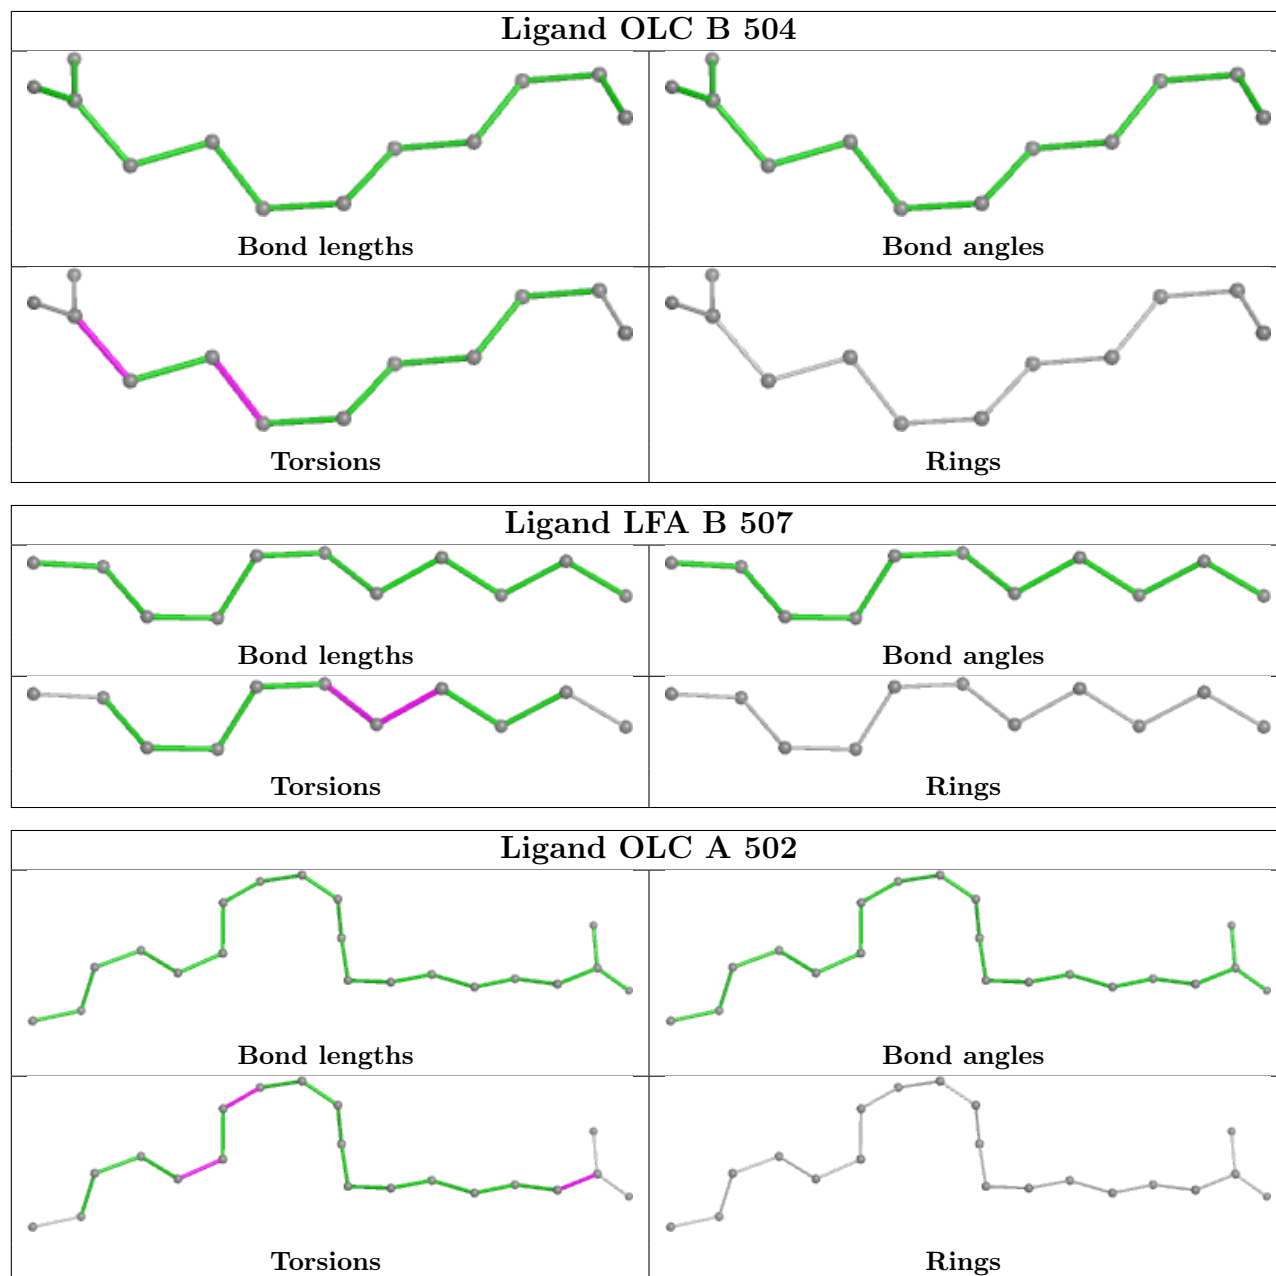 Ligand OLC B 504
Bond lengths
Bond angles
Torsions
Rings
Ligand LFA B 507
Bond lengths
Bond angles
Torsions
Rings
Ligand OLC A 502
Bond lengths
Bond angles
Torsions
Rings